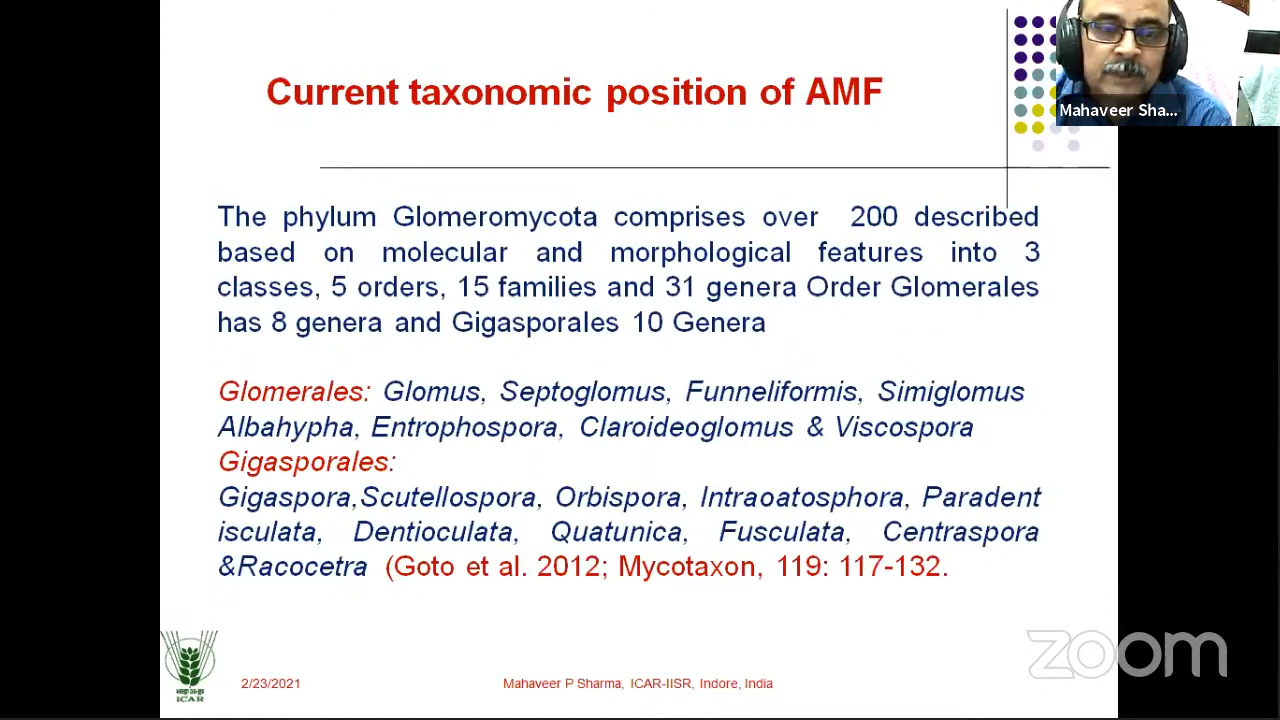 Current taxonomic position of AMF
Mahaveer Sha...
The phylum Glomeromycota comprises over 200 described
based on molecular and morphological features into 3
classes, 5 orders, 15 families and 31 genera Order Glomerales
has 8 genera and Gigasporales 10 Genera
Glomerales: Glomus, Septoglomus, Funneliformis, Simiglomus
Albahypha, Entrophospora, Claroideoglomus & Viscospora
Gigasporales:
Gigaspora,Scutellospora, Orbispora, Intraoatosphora, Paradent
isculata, Dentioculata, Quatunica, Fusculata, Centraspora
&Racocetra (Goto et al. 2012; Mycotaxon, 119: 117-132.
zoom
ICAR
2/23/2021
Mahaveer P Sharma, ICAR-IISR, Indore, India